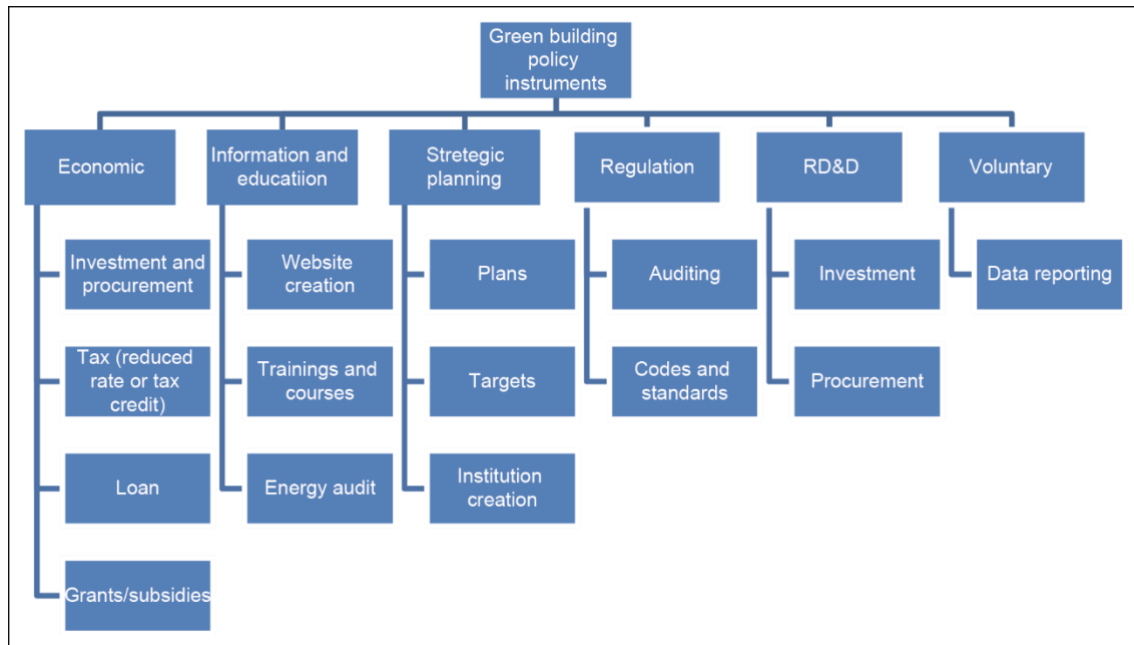 Green building
policy
instruments
Economic
Information and
educatiion
Stretegic
planning
Regulation
RD&D
Voluntary
Investment and
procurement
Website
creation
Plans
Auditing
Investment
Data reporting
Tax (reduced
rate or tax
credit)
Trainings and
courses
Targets
Codes and
standards
Procurement
Loan
Energy audit
Institution
creation
Grants/subsidies